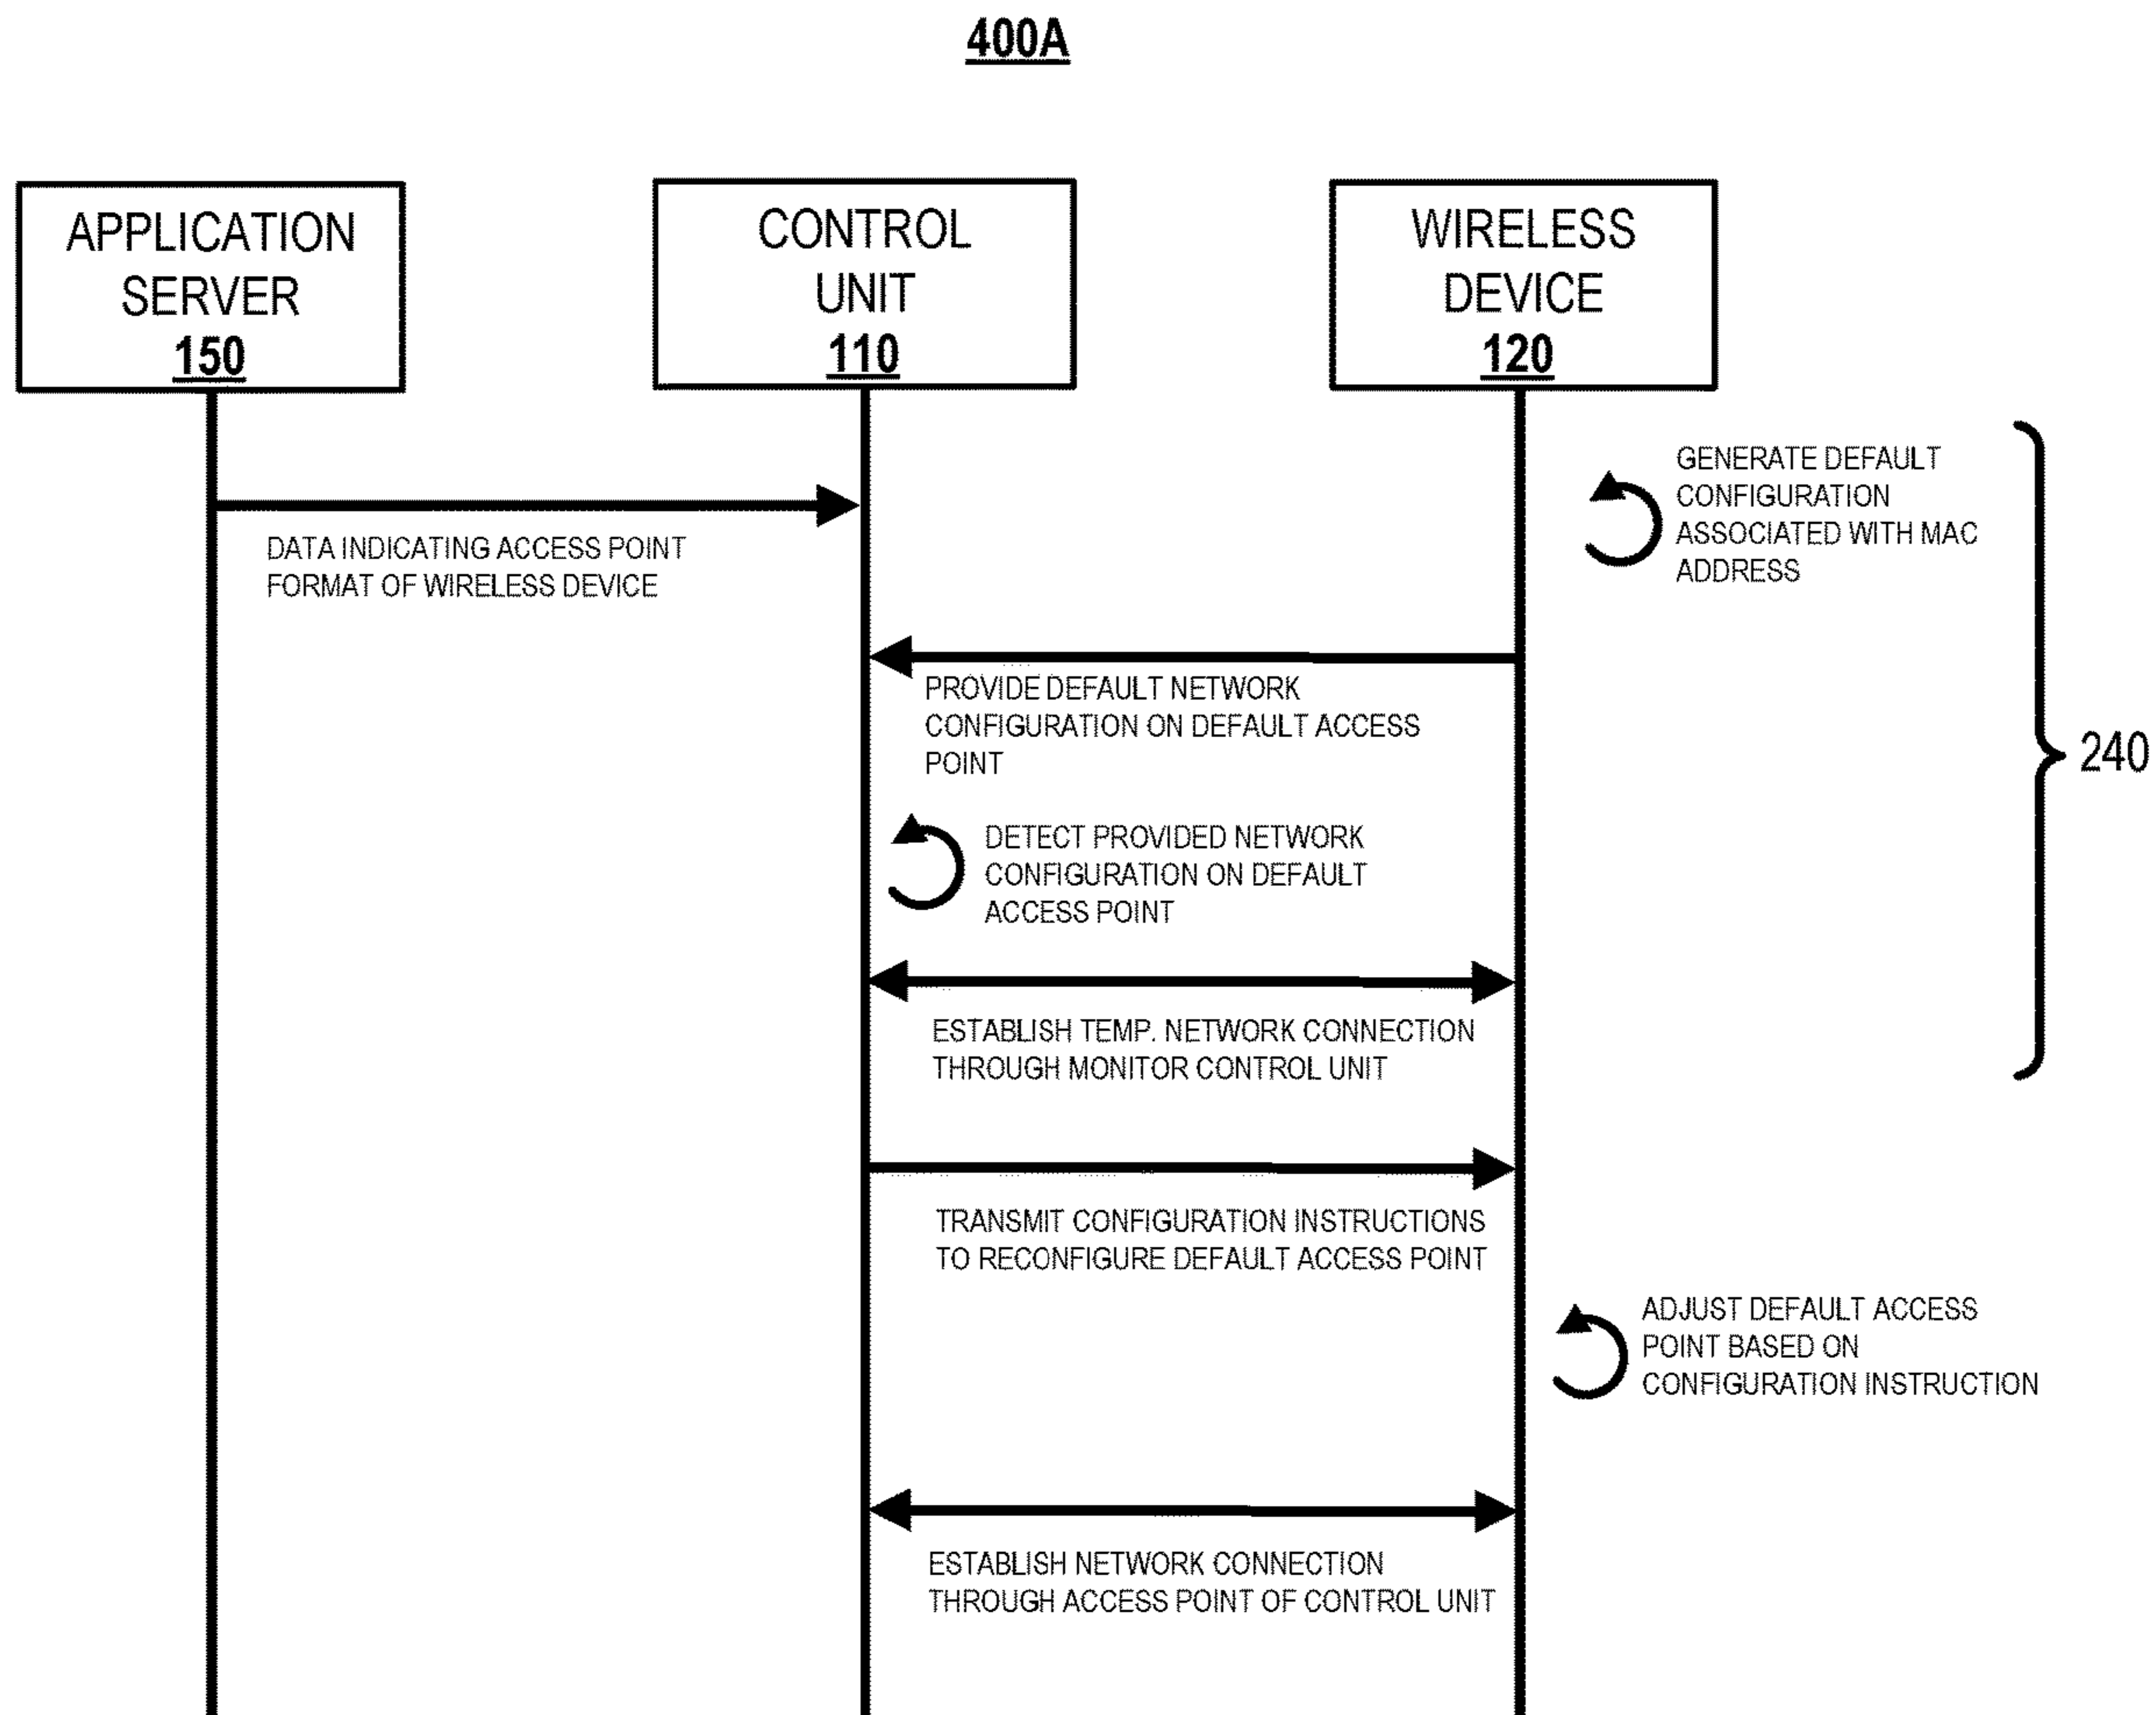 400A
APPLICATION
SERVER
150
CONTROL
UNIT
110
WIRELESS
DEVICE
120
GENERATE DEFAULT
CONFIGURATION
ASSOCIATED WITH MAC
ADDRESS
DATA INDICATING ACCESS POINT
FORMAT OF WIRELESS DEVICE
PROVIDE DEFAULT NETWORK
CONFIGURATION ON DEFAULT ACCESS
POINT
240
DETECT PROVIDED NETWORK
CONFIGURATION ON DEFAULT
ACCESS POINT
ESTABLISH TEMP. NETWORK CONNECTION
THROUGH MONITOR CONTROL UNIT
TRANSMIT CONFIGURATION INSTRUCTIONS
TO RECONFIGURE DEFAULT ACCESS POINT
ADJUST DEFAULT ACCESS
POINT BASED ON
CONFIGURATION INSTRUCTION
ESTABLISH NETWORK CONNECTION
THROUGH ACCESS POINT OF CONTROL UNIT